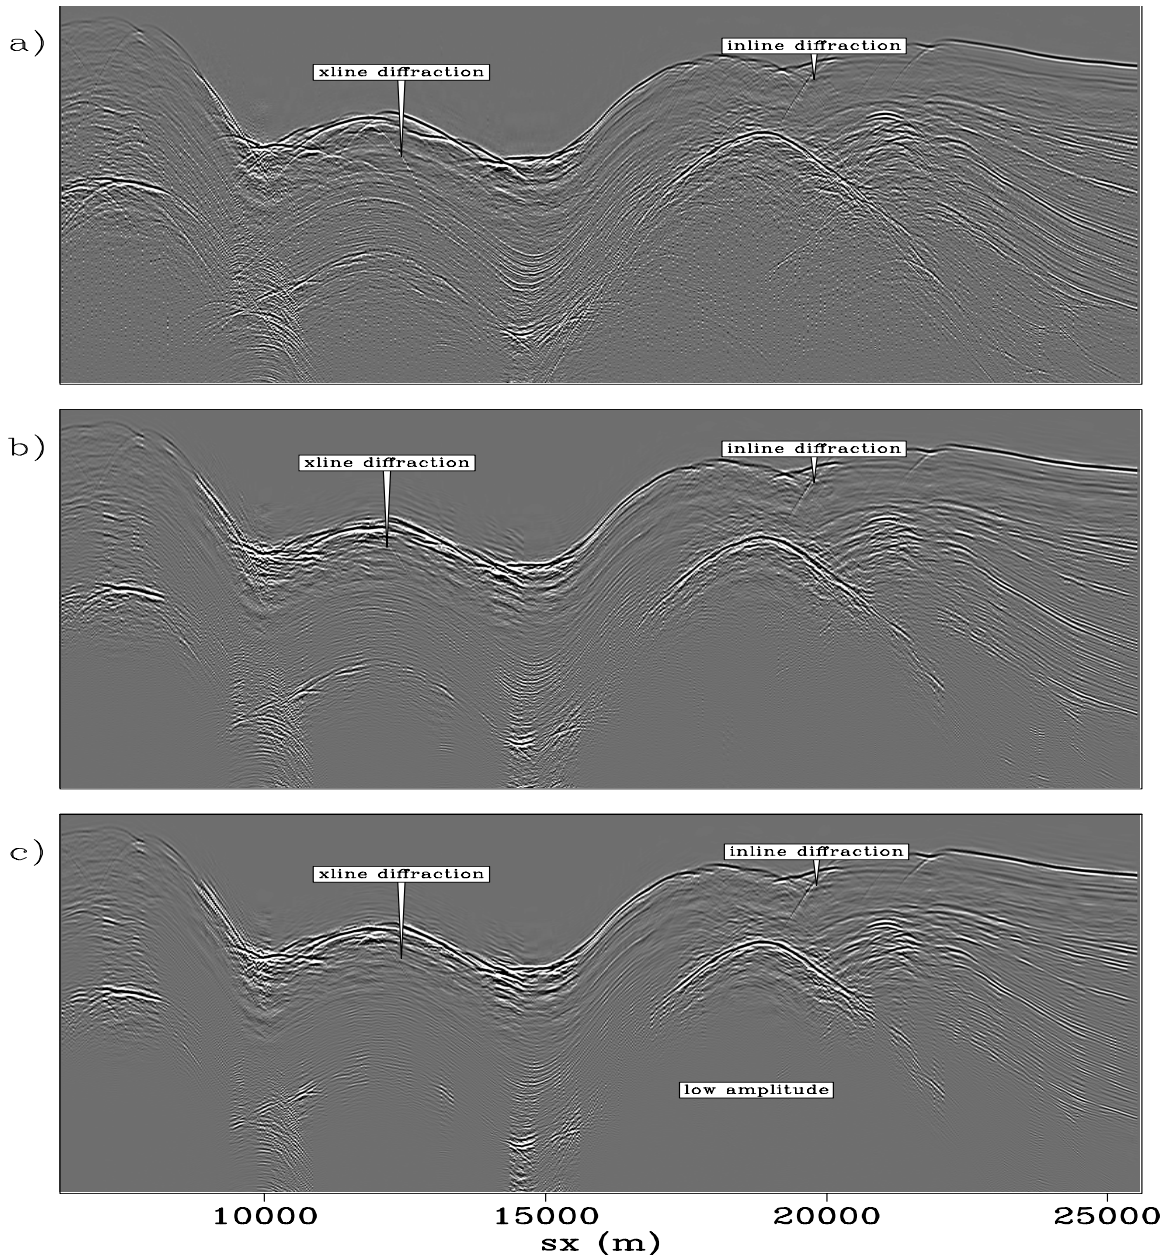 a)
inline diffraction
xline diffraction
b)
inline diffraction
xline diffraction
c)
inline diffraction
xline diffraction
low amplitude
10000 15000 20000 25000
sx (m)